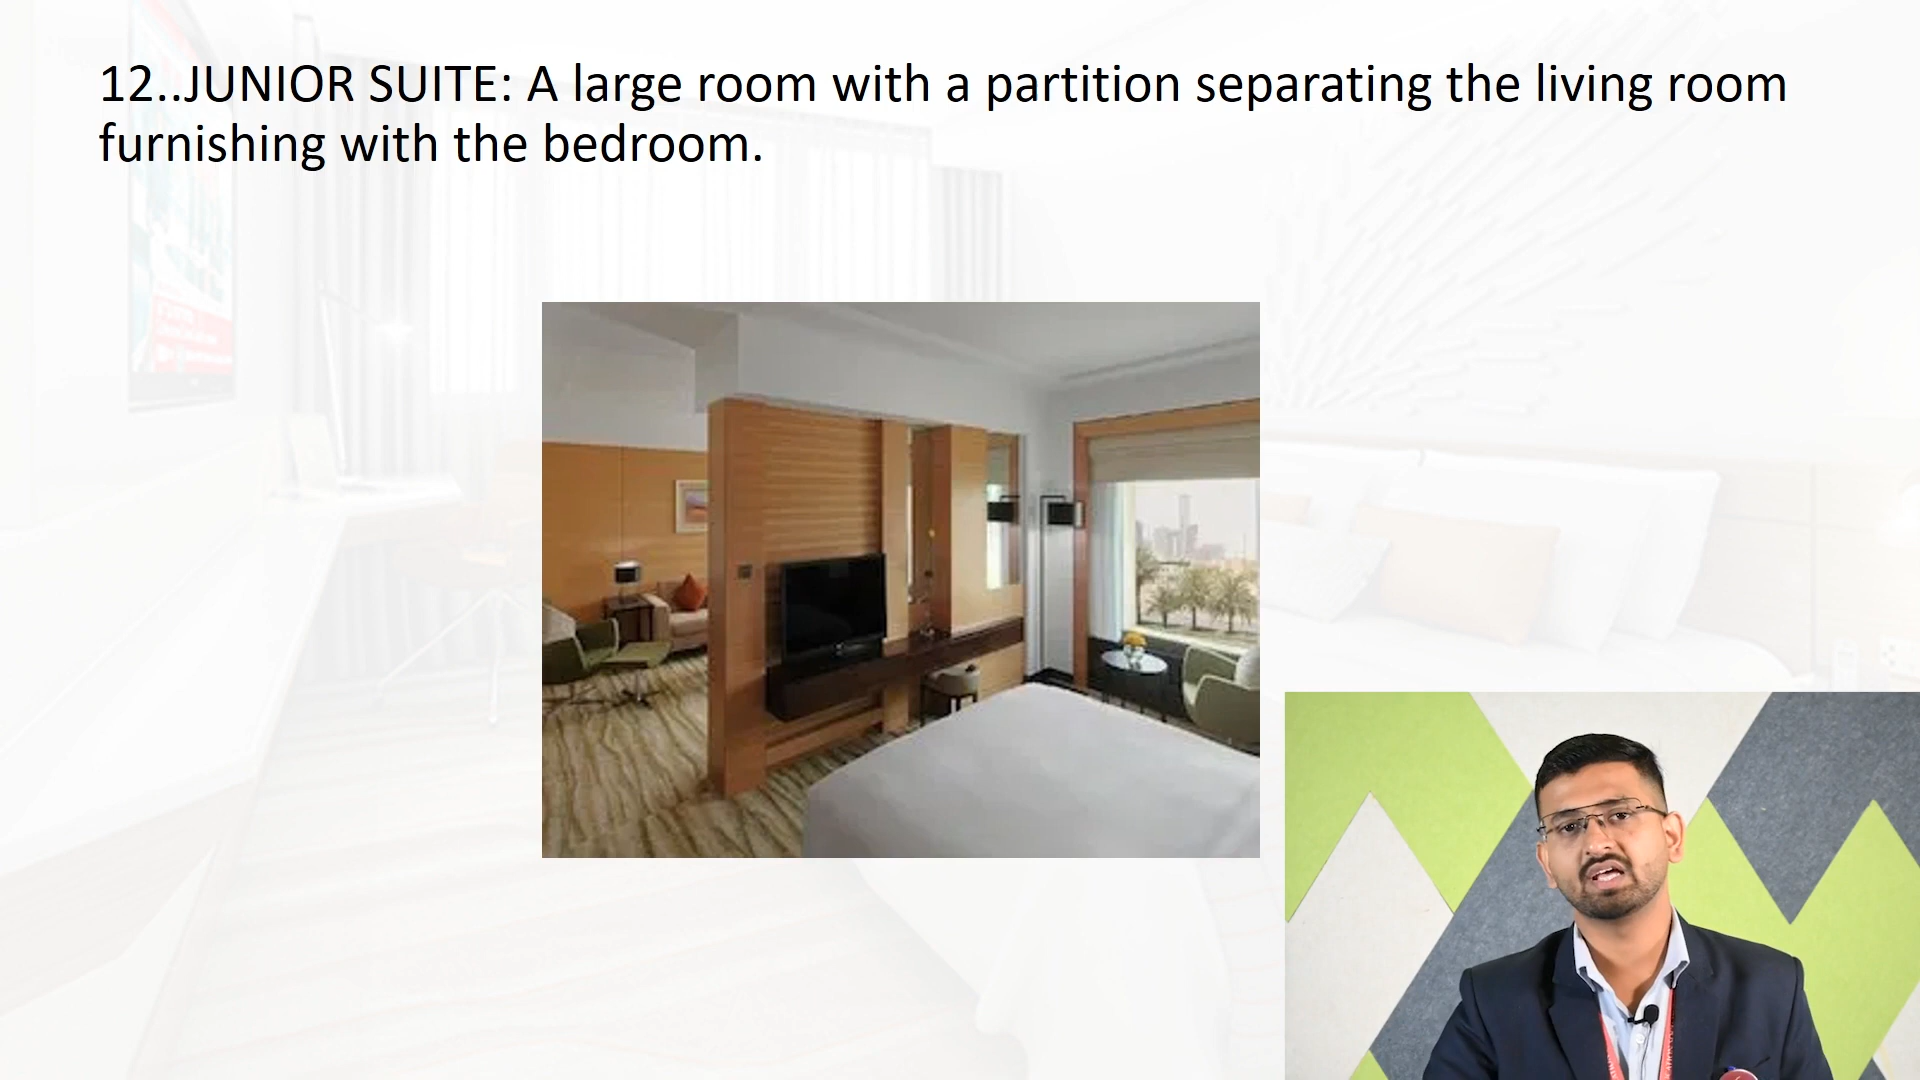 12..JUNIOR SUITE: A large room with a partition separating the living room
furnishing with the bedroom.